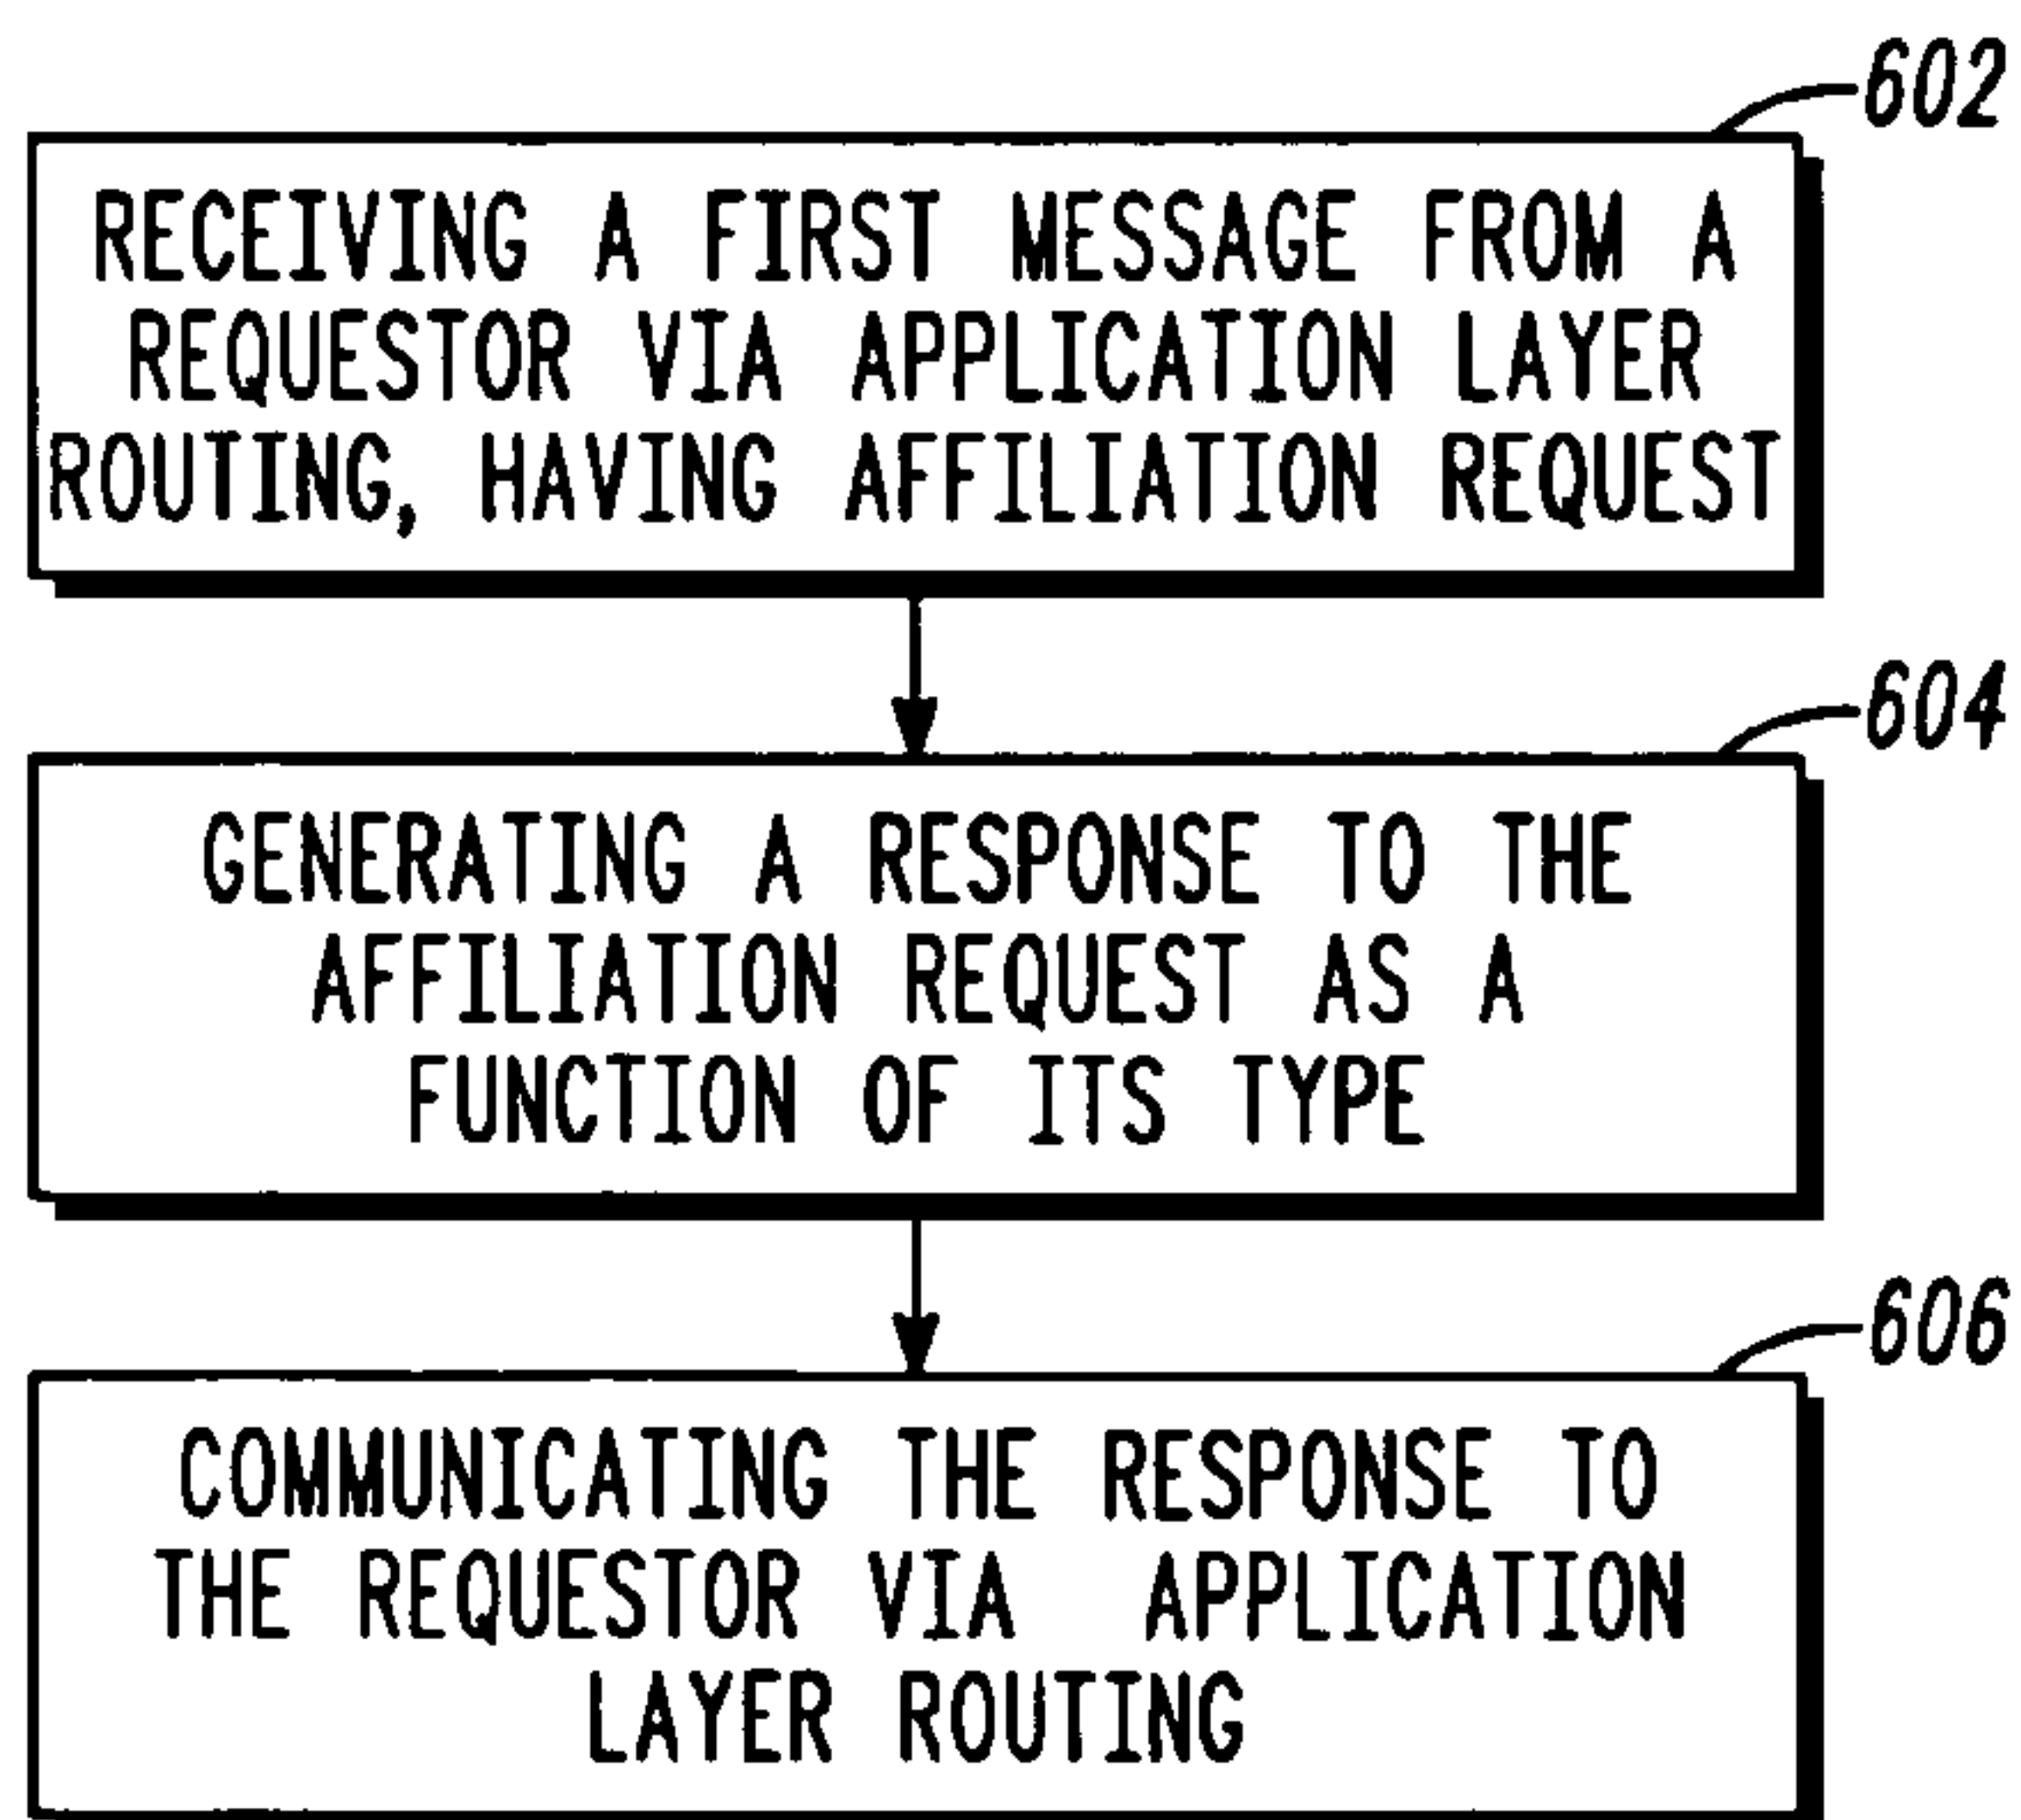 602
RECEIVING A FIRST MESSAGE FROM A
REQUESTOR VIA APPLICATION LAYER
ROUTING, HAVING AFFILIATION REQUEST
604
GENERATING A RESPONSE TO THE
AFFILIATION REQUEST AS A
FUNCTION OF ITS TYPE
606
COMMUNICATING THE RESPONSE TO
THE REQUESTOR VIA APPLICATION
LAYER ROUTING